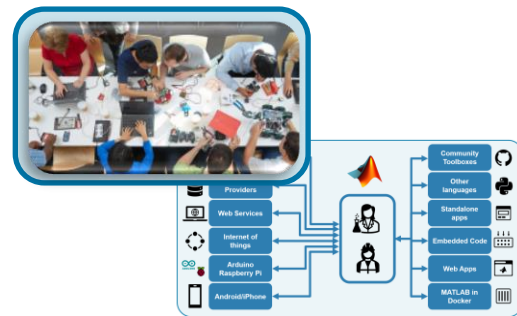 Providers
Web Services
Internet of
things
Arduino
Raspberry Pi
Android/iPhone
Community
Toolboxes
Other
languages
Standalone
apps
Embedded Code
Web Apps
MATLAB in
Docker